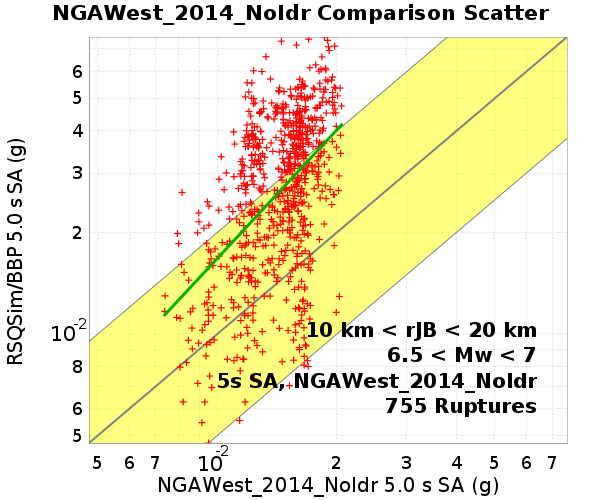 NGAWest_2014_NoIdr Comparison Scatter
RSQSim/BBP 5.0 s SA (g)
6
5
4
3
2
10-2
8
6
5
10 km < rJB < 20 km
6.5 < Mw < 7
5s SA, NGAWest_2014_NoIdr
755 Ruptures
5 6 7 10-2 2 3 4 5 6 7
NGAWest_2014_NoIdr 5.0 s SA (g)